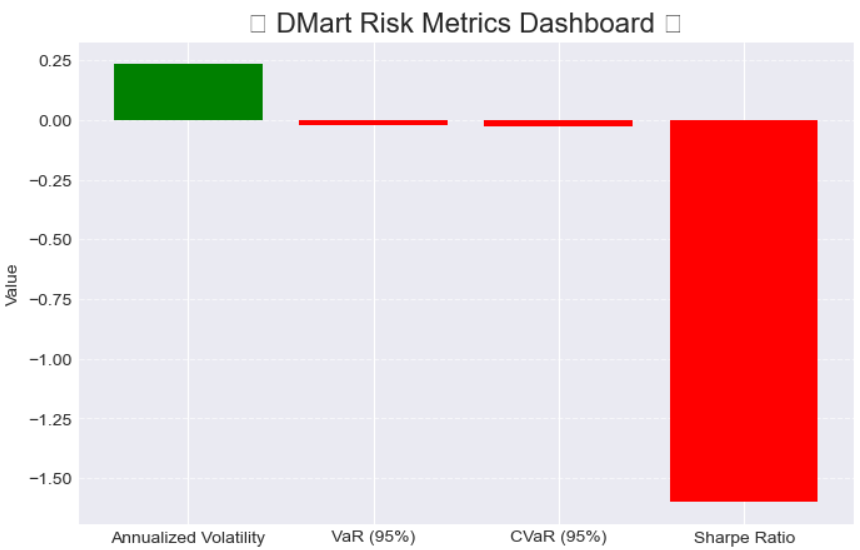 DMart Risk Metrics Dashboard
0.25
0.00
−0.25
−0.50
−0.75
−1.00
−1.25
−1.50
Value
Annualized Volatility VaR (95%) CVaR (95%) Sharpe Ratio